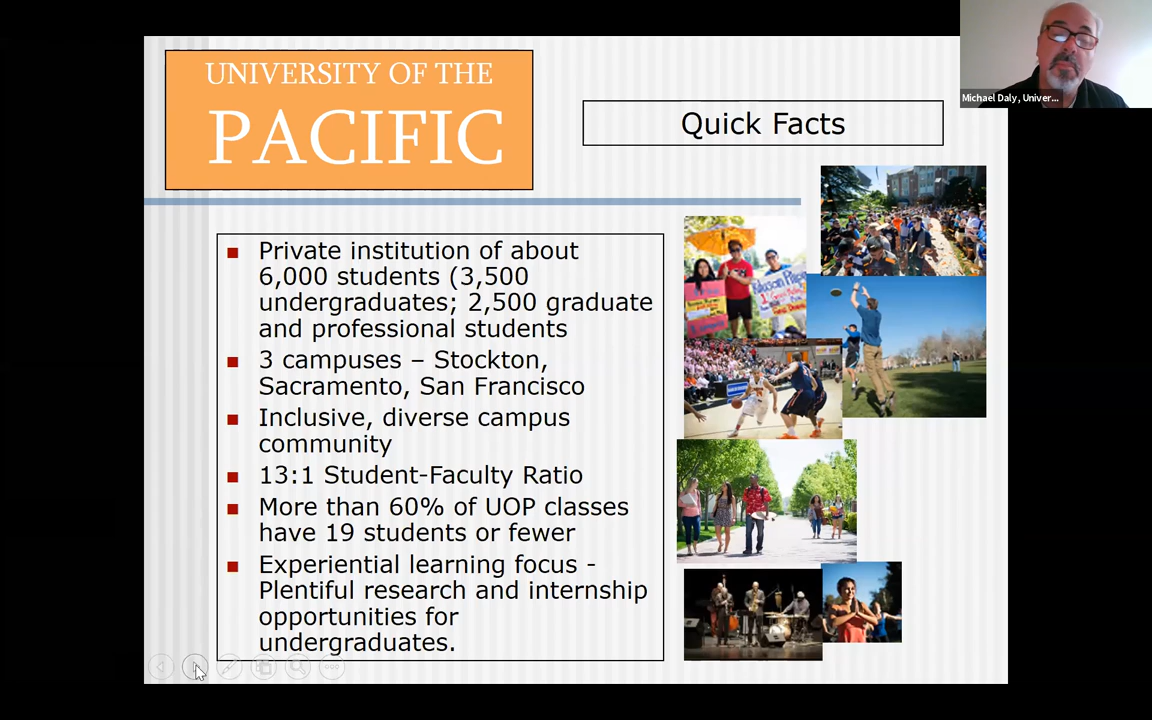 UNIVERSITY OF THE
PACIFIC
Quick Facts
Michael Daly, Univer...
Private institution of about
6,000 students (3,500
undergraduates; 2,500 graduate
and professional students
3 campuses – Stockton,
Sacramento, San Francisco
Inclusive, diverse campus
community
13:1 Student-Faculty Ratio
More than 60% of UOP classes
have 19 students or fewer
Experiential learning focus -
Plentiful research and internship
opportunities for
undergraduates.